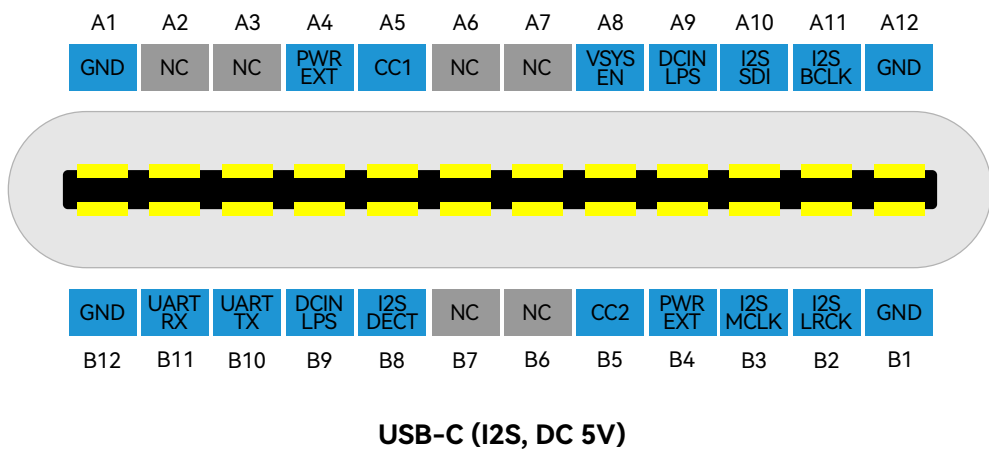 A1 A2 A3 A4 A5 A6 A7 A8 A9 A10 A11 A12
GND NC NC PWR EXT CC1 NC NC VSYS EN DCIN LPS I2S SDI I2S BCLK GND
GND UART RX UART TX DCIN LPS I2S DECT NC NC CC2 PWR EXT I2S MCLK I2S LRCK GND
B12 B11 B10 B9 B8 B7 B6 B5 B4 B3 B2 B1
USB-C (I2S, DC 5V)